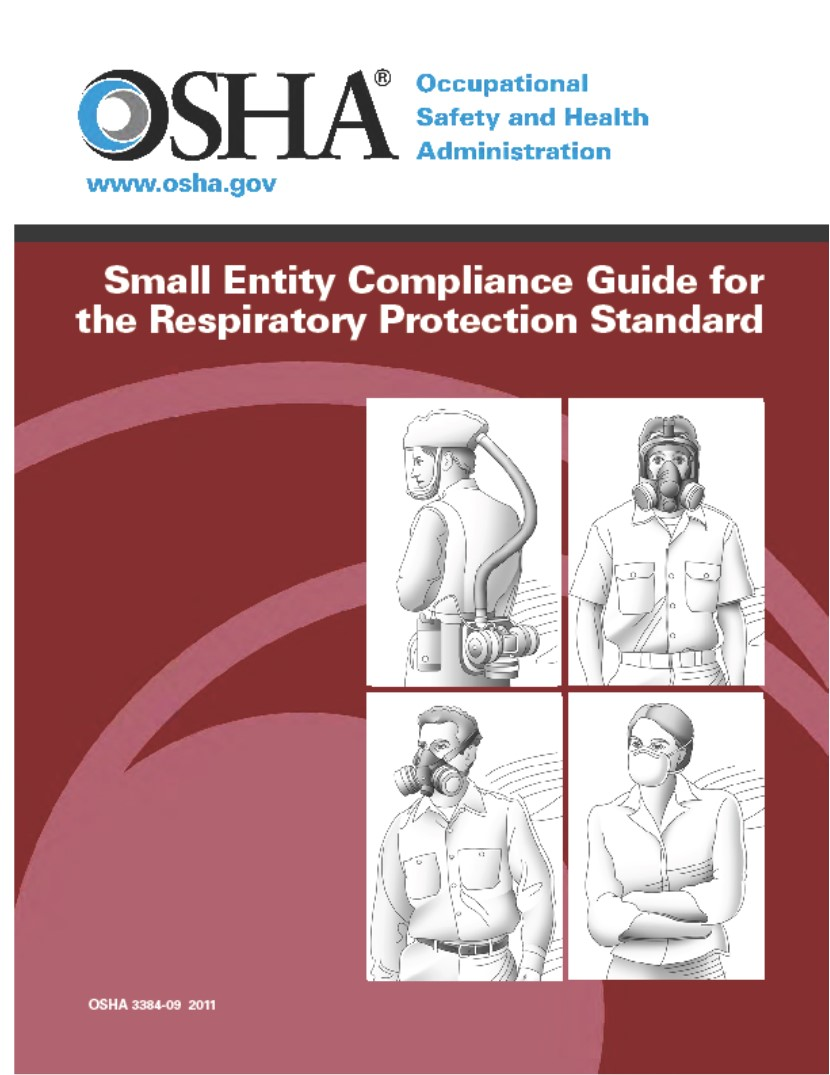 OSHA®
Occupational
Safety and Health
Administration
www.osha.gov
Small Entity Compliance Guide for
the Respiratory Protection Standard
OSHA 3384-09 2011